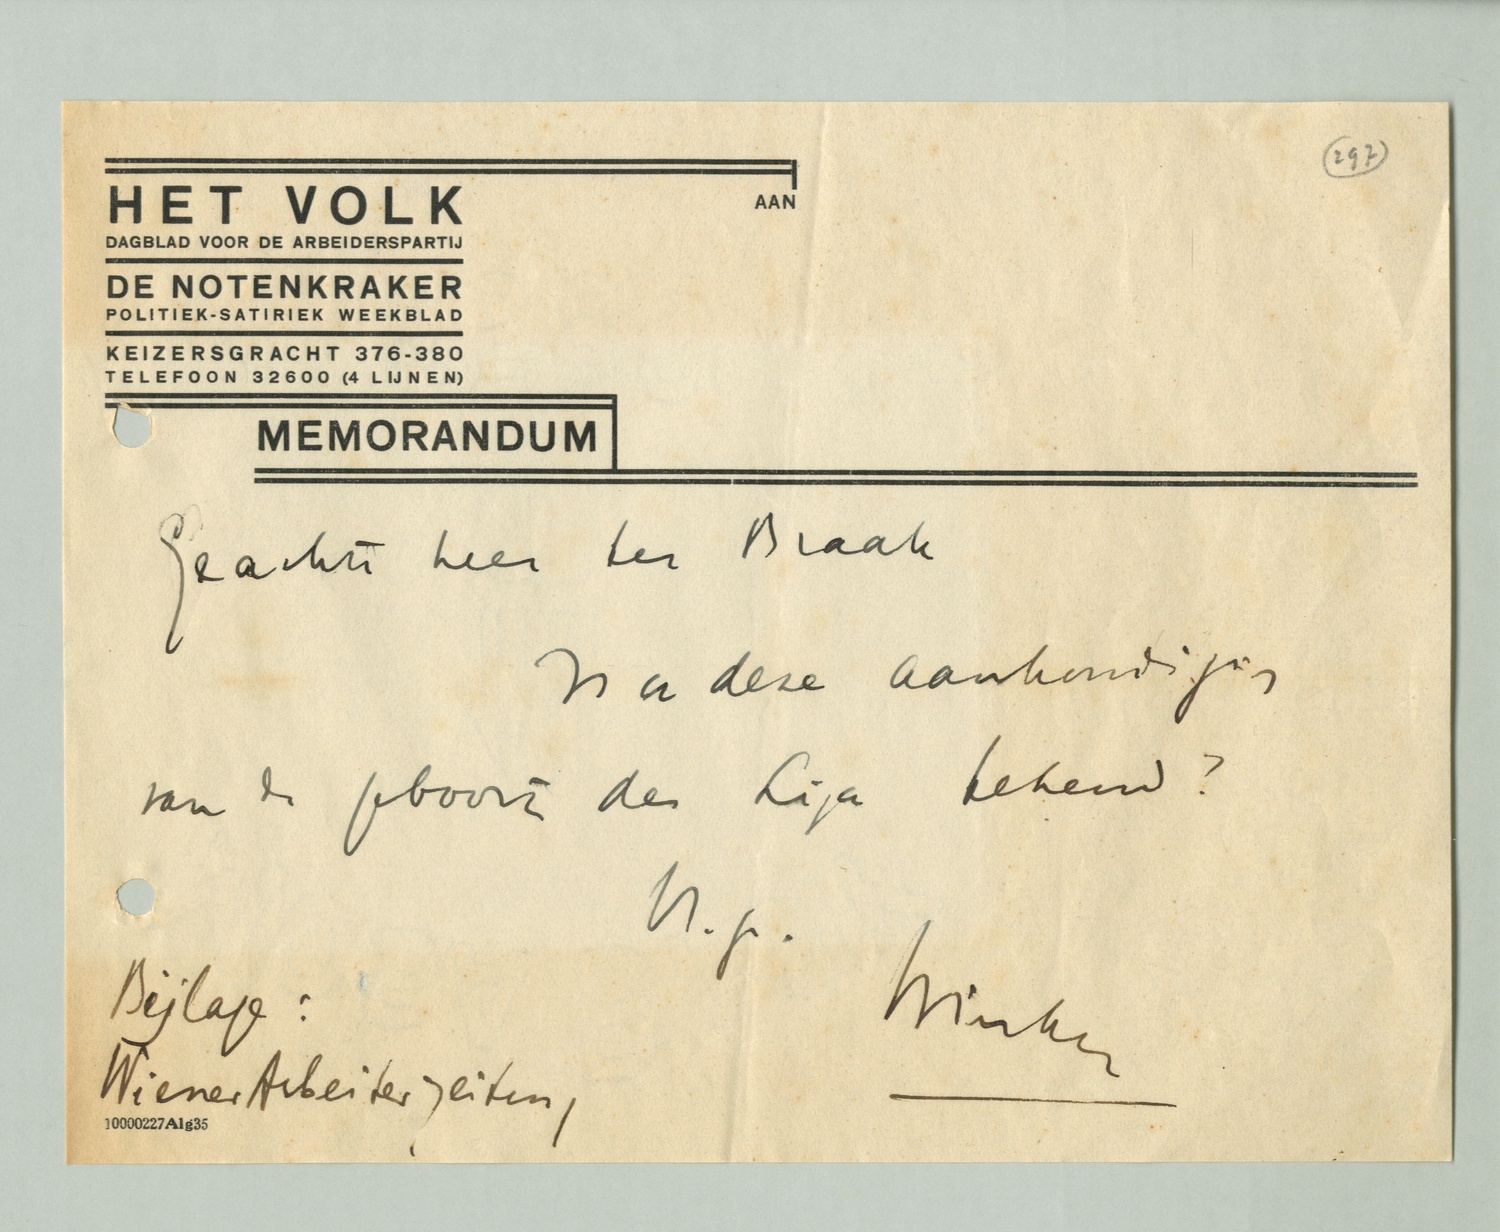 297
HET VOLK
AAN
DAGBLAD VOOR DE ARBEIDERSPARTIJ
DE NOTENKRAKER
POLITIEK-SATIRIEK WEEKBLAD
KEIZERSGRACHT 376-380
TELEFOON 32600 (4 LIJNEN)
MEMORANDUM
Geachte heer ter Braak
Is u deze aankondiging
van de geboorte der Liga bekend?
H.g.
Winkler
Bijlage:
Wiener Arbeiterzeitung
10000227Alg35